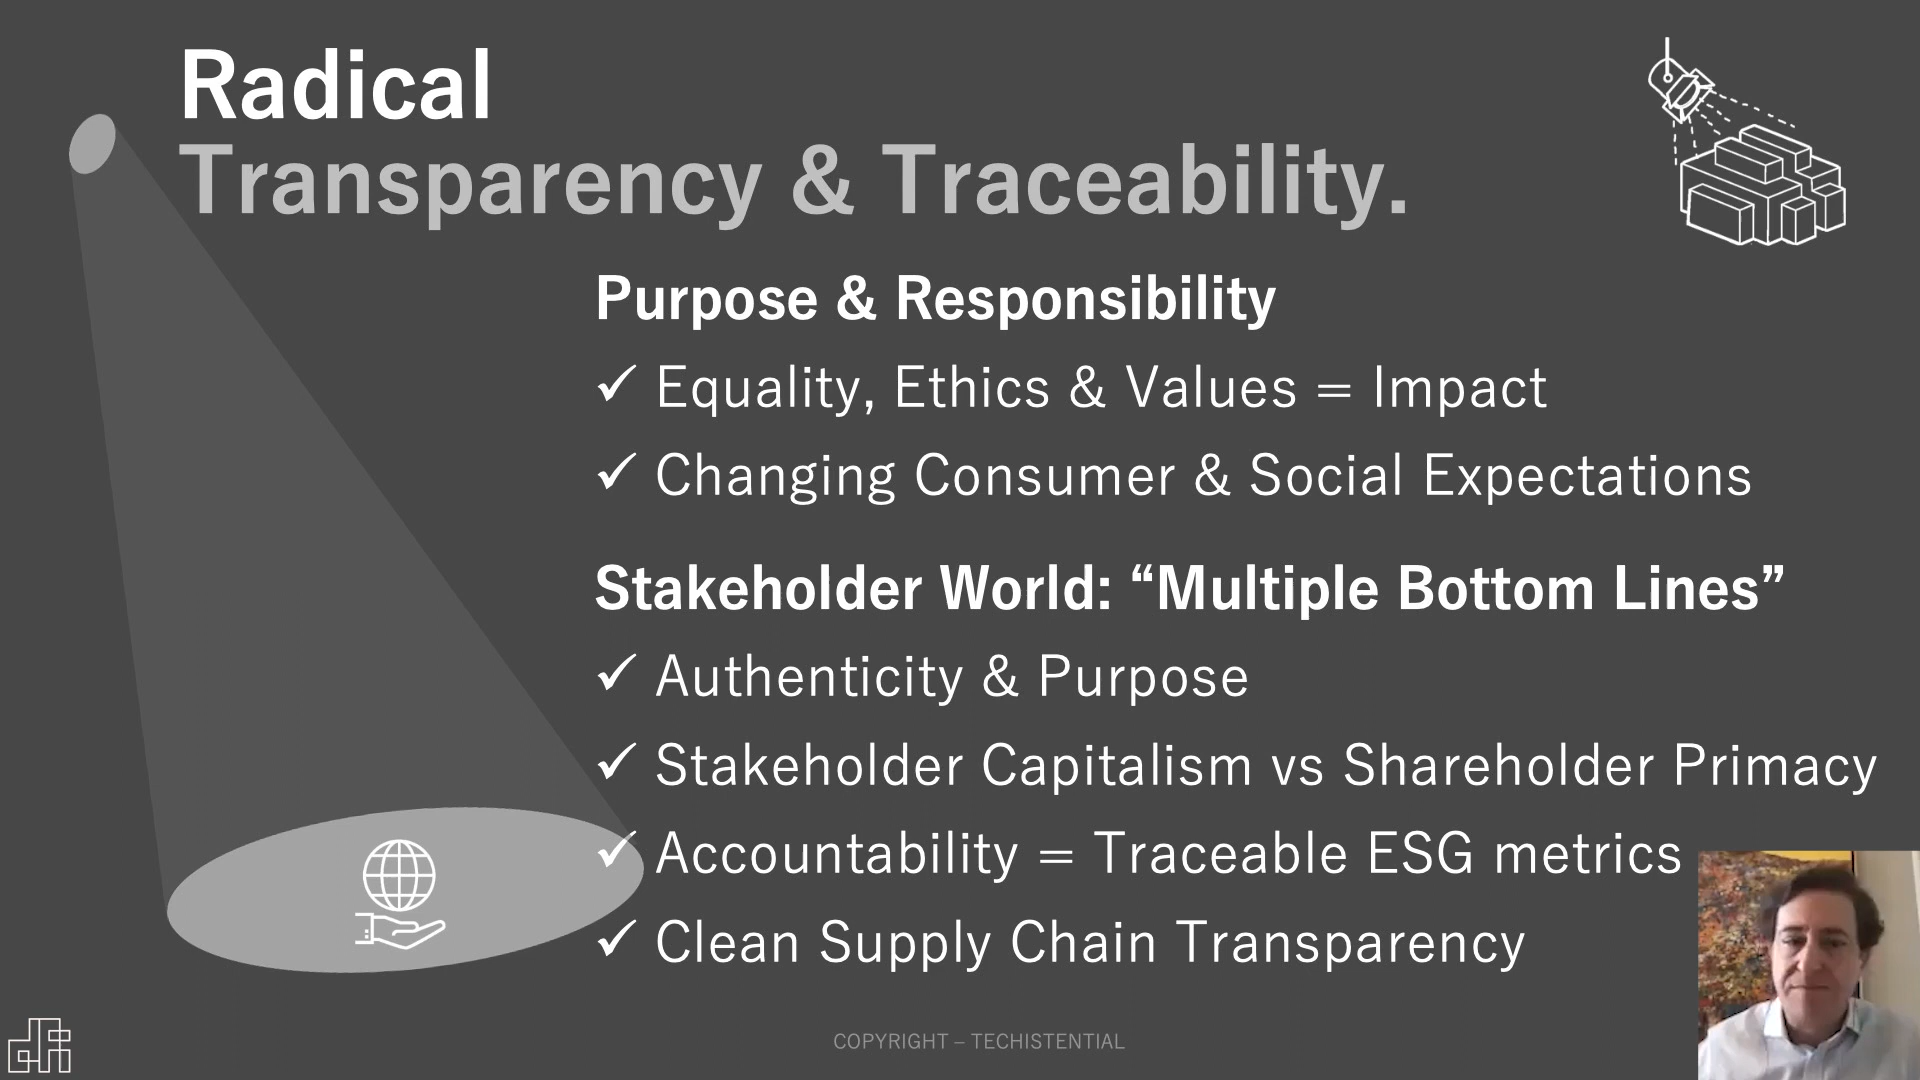 Radical
Transparency & Traceability.
Purpose & Responsibility
✓ Equality, Ethics & Values = Impact
✓ Changing Consumer & Social Expectations
Stakeholder World: “Multiple Bottom Lines”
✓ Authenticity & Purpose
✓ Stakeholder Capitalism vs Shareholder Primacy
✓ Accountability = Traceable ESG metrics
✓ Clean Supply Chain Transparency
COPYRIGHT – TECHISTENTIAL